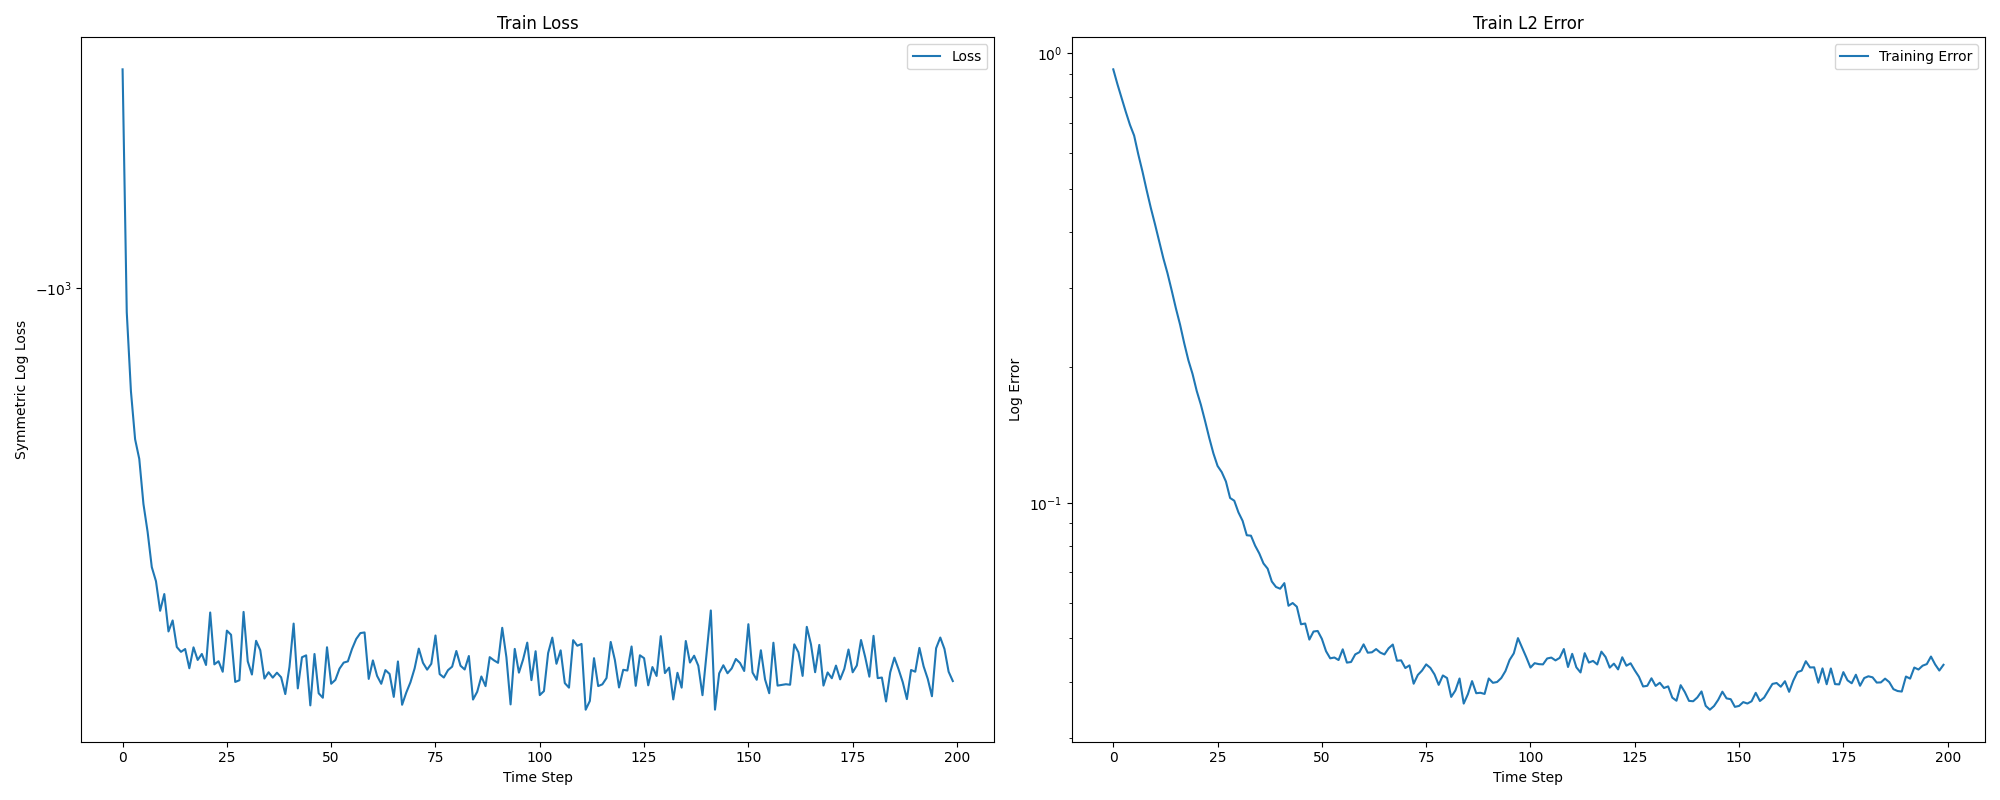 Train Loss
Loss
−10³
Symmetric Log Loss
0 25 50 75 100 125 150 175 200
Time Step
Train L2 Error
Training Error
10⁰
10⁻¹
Log Error
0 25 50 75 100 125 150 175 200
Time Step